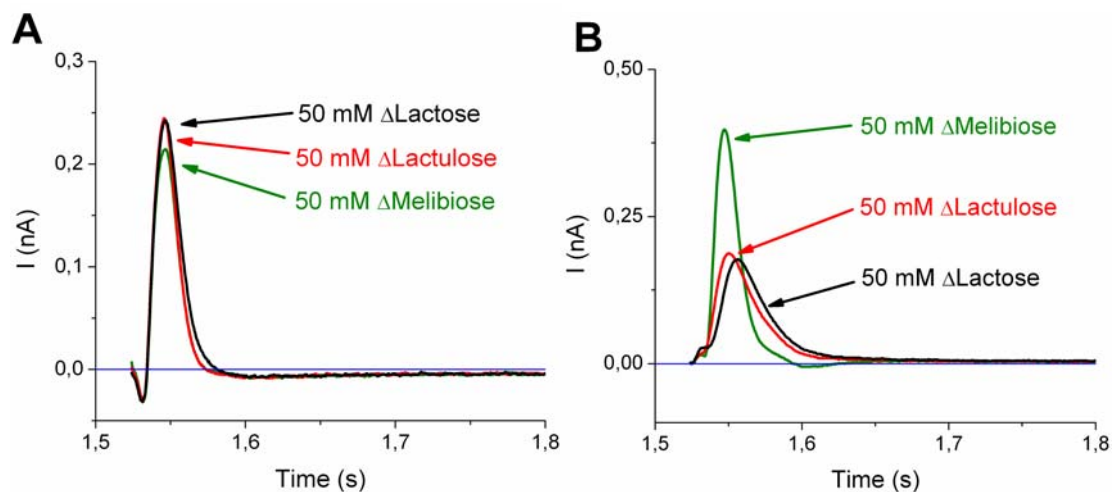 A
0,3
0,2
0,1
0,0
I (nA)
50 mM ΔLactose
50 mM ΔLactulose
50 mM ΔMelibiose
1,5
1,6
1,7
1,8
Time (s)
B
0,50
0,25
0,00
I (nA)
50 mM ΔMelibiose
50 mM ΔLactulose
50 mM ΔLactose
1,5
1,6
1,7
1,8
Time (s)